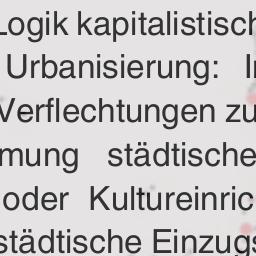 Logik kapitalistisch
Urbanisierung: I
Verflechtungen zu
mung städtische
oder Kultureinric
städtische Einzugs